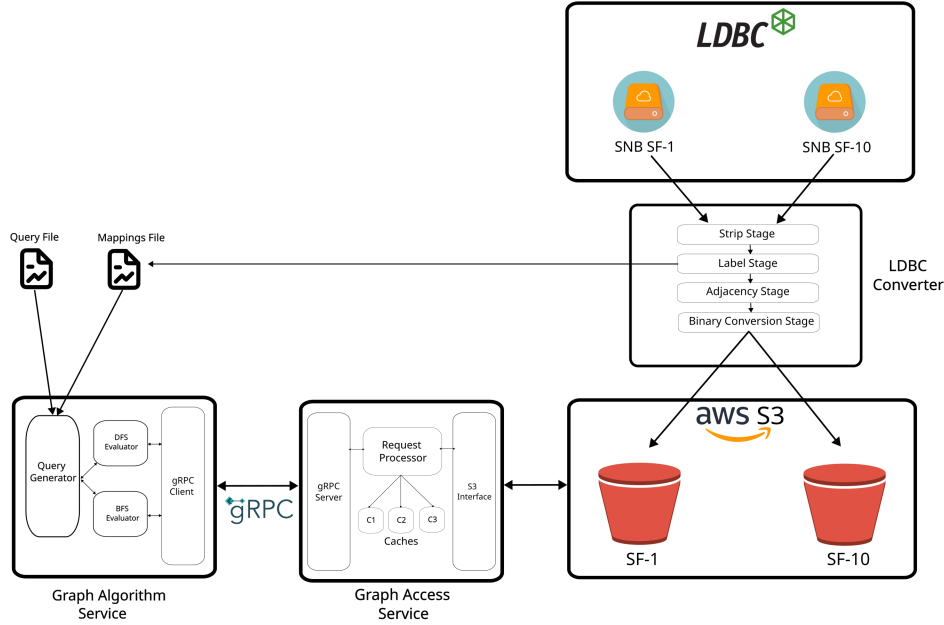 LDBC
SNB SF-1
SNB SF-10
Strip Stage
Label Stage
Adjacency Stage
Binary Conversion Stage
LDBC
Converter
Query File
Mappings File
Query
Generator
DFS
Evaluator
BFS
Evaluator
gRPC
Client
Graph Algorithm
Service
gRPC
gRPC
Server
Request
Processor
C1
C2
C3
Caches
S3
Interface
Graph Access
Service
aws S3
SF-1
SF-10